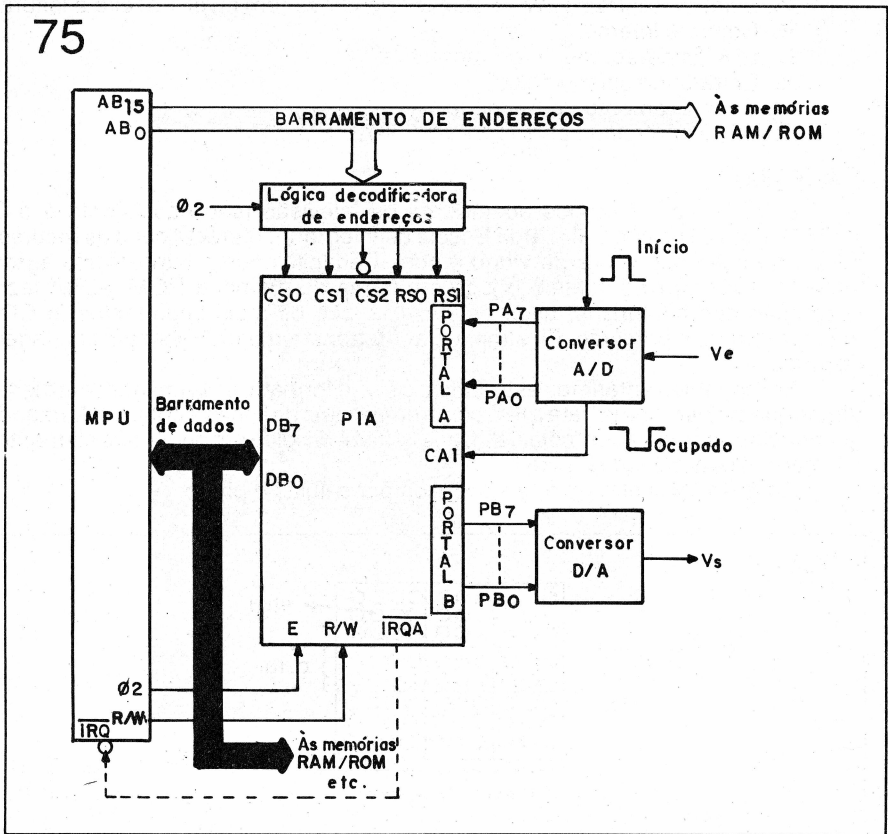 75
AB15
AB0
BARRAMENTO DE ENDEREÇOS
Às memórias
RAM/ROM
Ø2
Lógica decodificadora
de endereços
Início
CS0 CS1 CS2 RS0 RS1
PORTAL A
PA7
PA0
Conversor
A/D
Ve
MPU
Barramento
de dados
DB7
DB0
PIA
CA1
Ocupado
PORTAL B
PB7
PB0
Conversor
D/A
Vs
E R/W IRQA
Ø2
R/W
IRQ
Às memórias
RAM/ROM
etc.